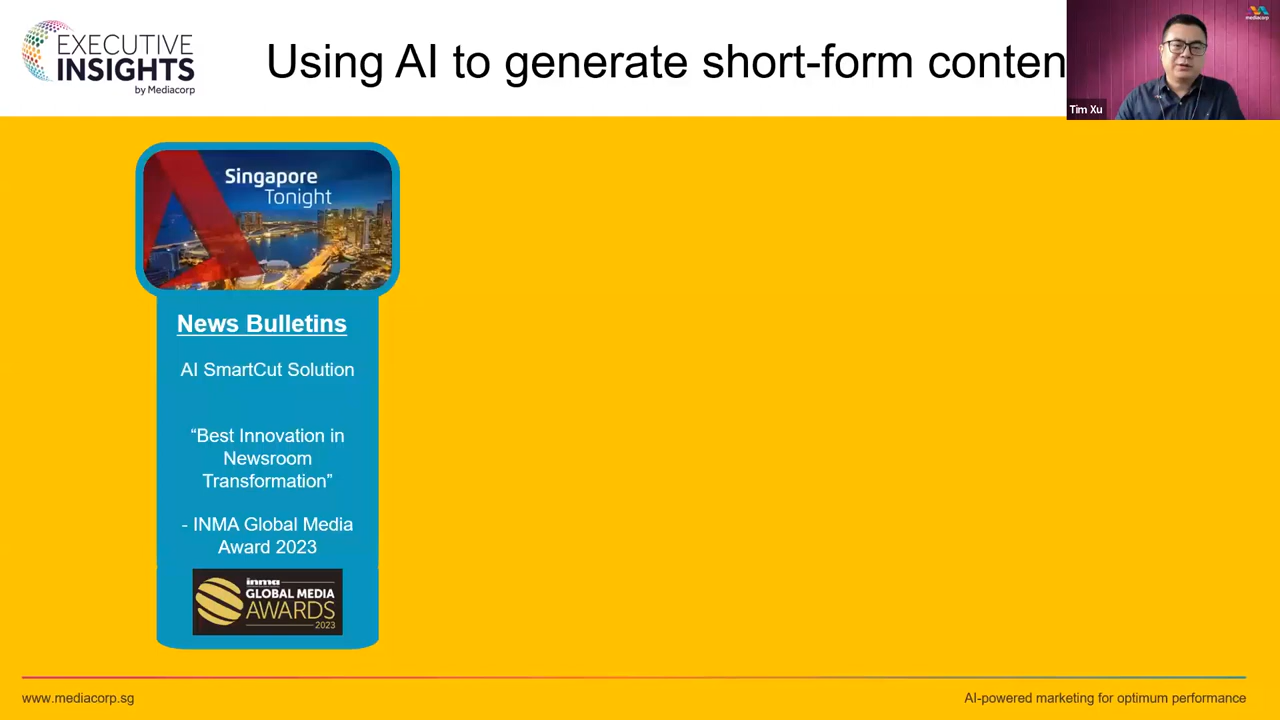 EXECUTIVE
INSIGHTS
by Mediacorp
Using AI to generate short-form conten
mediacorp
Tim Xu
Singapore
Tonight
News Bulletins
AI SmartCut Solution
“Best Innovation in
Newsroom
Transformation”
- INMA Global Media
Award 2023
inma
GLOBAL MEDIA
AWARDS
2023
www.mediacorp.sg
AI-powered marketing for optimum performance